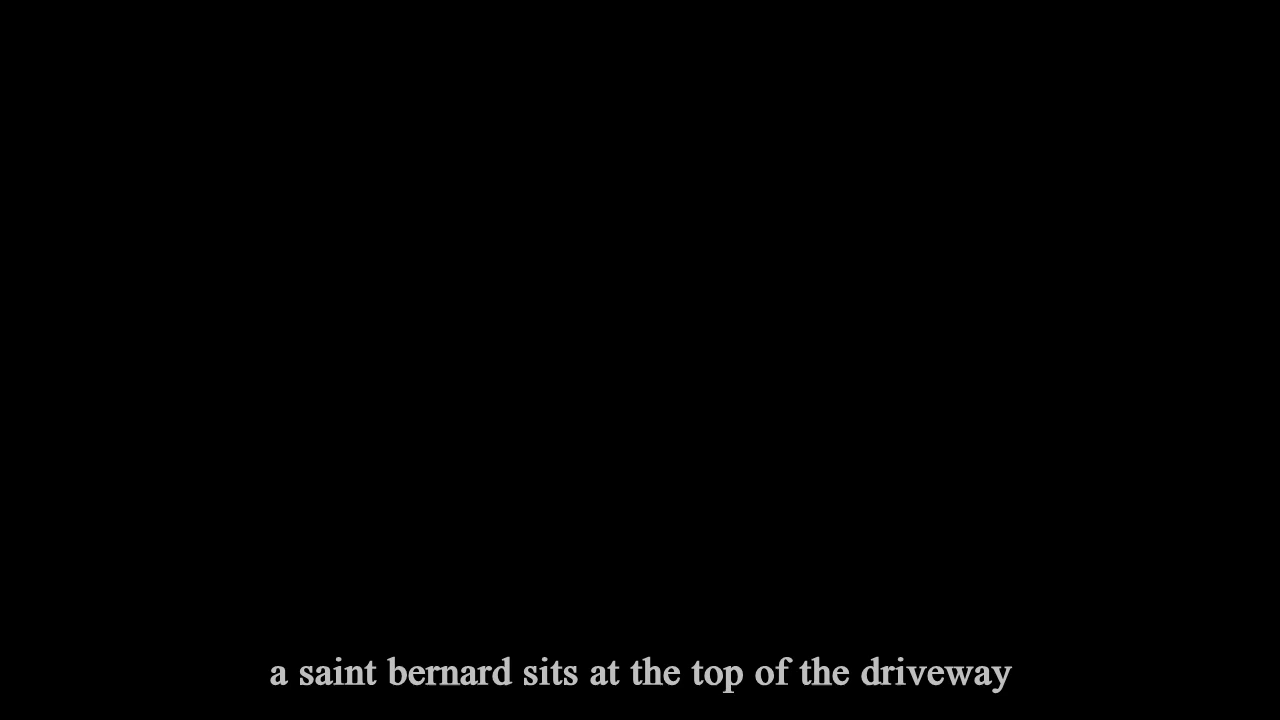 a saint bernard sits at the top of the driveway